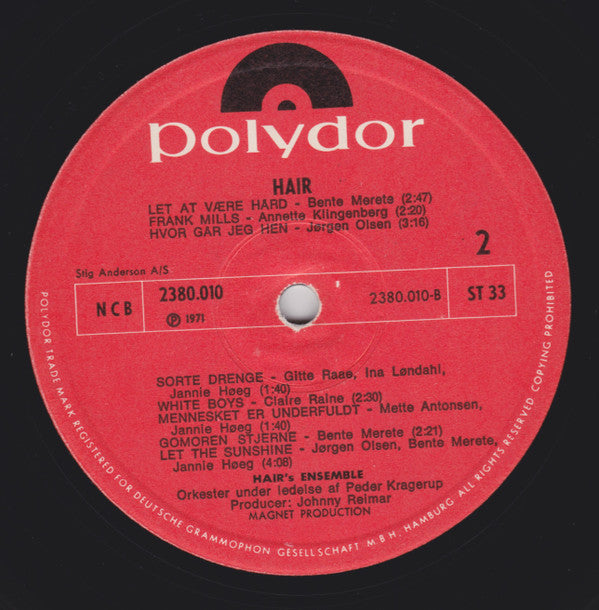 polydor
HAIR
LET AT VÆRE HARD - Bente Merete (2:47)
FRANK MILLS - Annette Klingenberg (2:20)
HVOR GAR JEG HEN - Jørgen Olsen (3:16)
2
Stig Anderson A/S
NCB
2380.010
℗ 1971
2380.010-B
ST 33
SORTE DRENGE - Gitte Raae, Ina Løndahl,
Jannie Høeg (1:40)
WHITE BOYS - Claire Raine (2:30)
MENNESKET ER UNDERFULDT - Mette Antonsen,
Jannie Høeg (1:40)
GOMOREN STJERNE - Bente Merete (2:21)
LET THE SUNSHINE - Jørgen Olsen, Bente Merete,
Jannie Høeg (4:08)
HAIR's ENSEMBLE
Orkester under ledelse af Peder Kragerup
Producer: Johnny Reimar
MAGNET PRODUCTION
POLYDOR TRADE MARK REGISTERED FOR DEUTSCHE GRAMMOPHON GESELLSCHAFT M.B.H. HAMBURG ALL RIGHTS RESERVED COPYING PROHIBITED